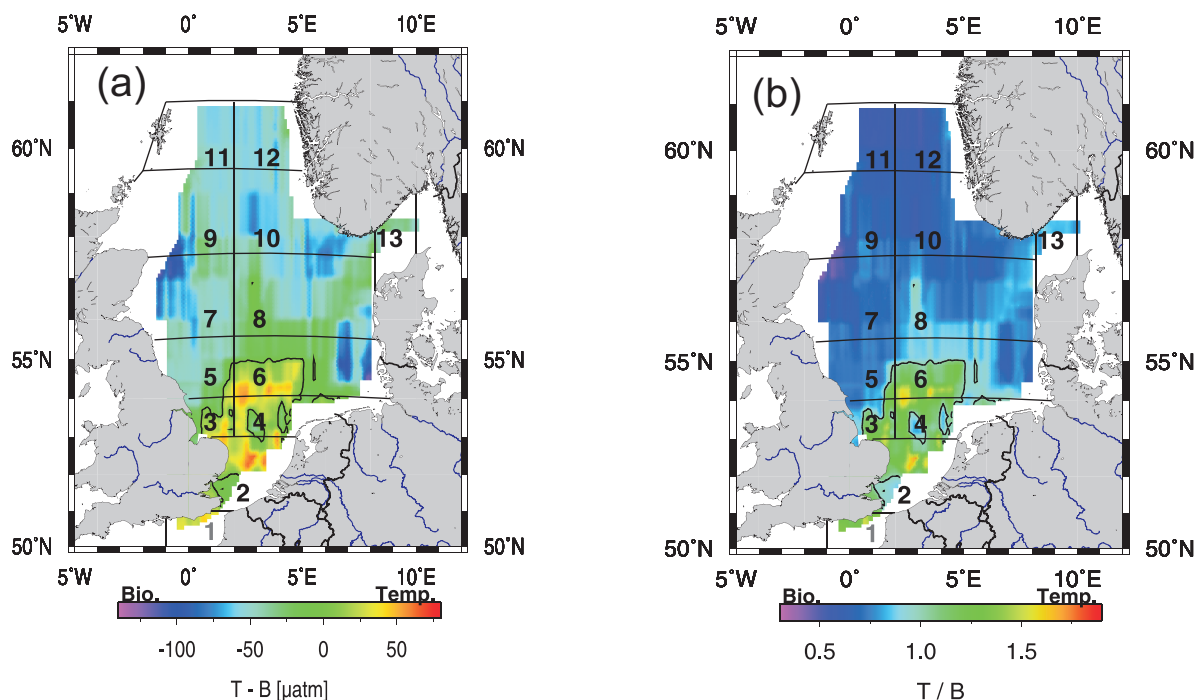 5˚W 0˚ 5˚E 10˚E
(a)
60˚N 60˚N
11 12
9 10 13
7 8
55˚N 55˚N
5 6
3 4
2
1
50˚N 50˚N
5˚W 0˚ 5˚E 10˚E
Bio. Temp.
-100 -50 0 50
T - B [µatm]
5˚W 0˚ 5˚E 10˚E
(b)
60˚N 60˚N
11 12
9 10 13
7 8
55˚N 55˚N
5 6
3 4
2
1
50˚N 50˚N
5˚W 0˚ 5˚E 10˚E
Bio. Temp.
0.5 1.0 1.5
T / B